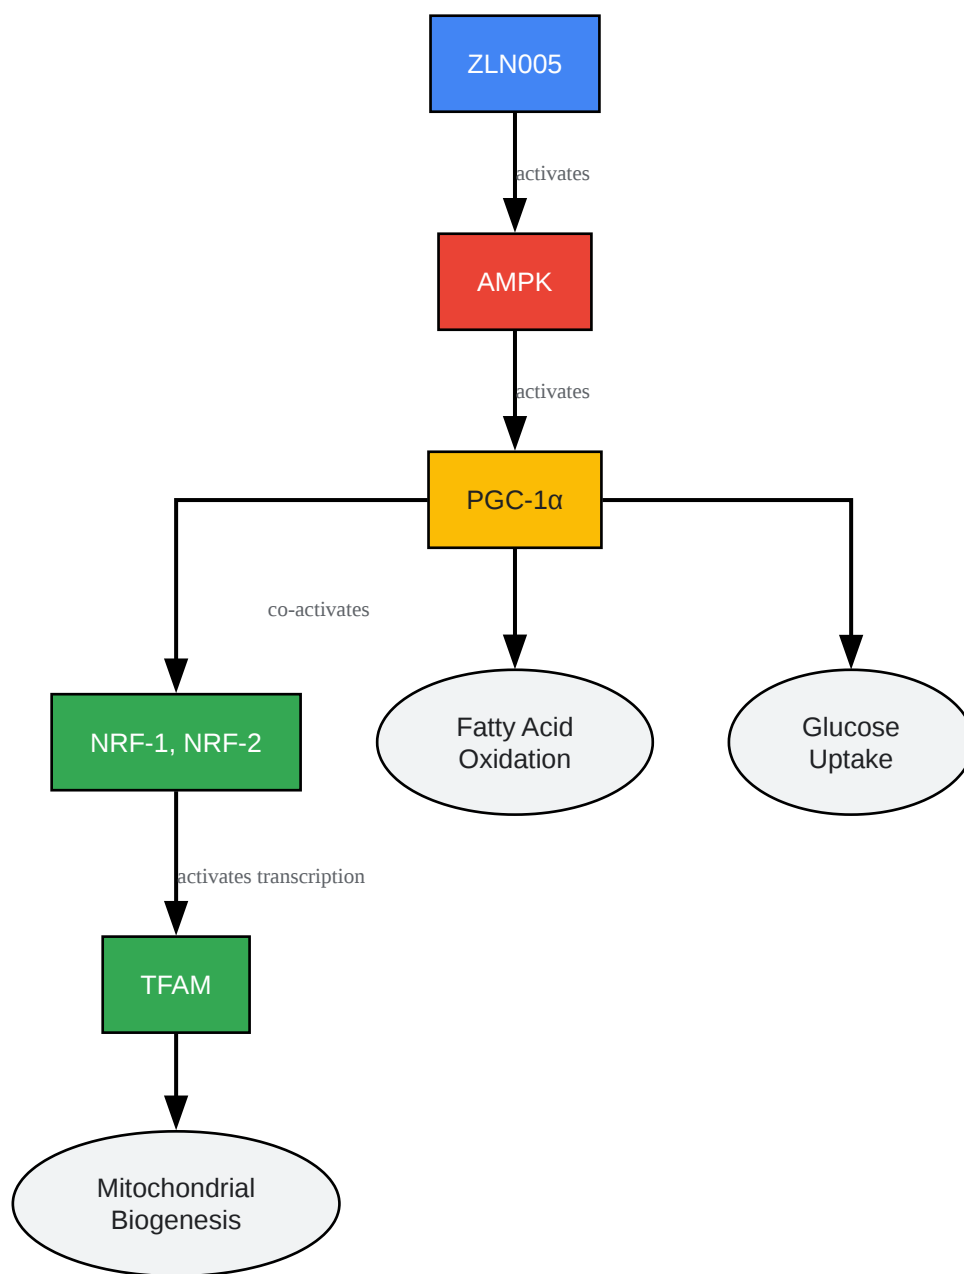 ZLN005
activates
AMPK
activates
PGC-1α
co-activates
NRF-1, NRF-2
Fatty Acid
Oxidation
Glucose
Uptake
activates transcription
TFAM
Mitochondrial
Biogenesis